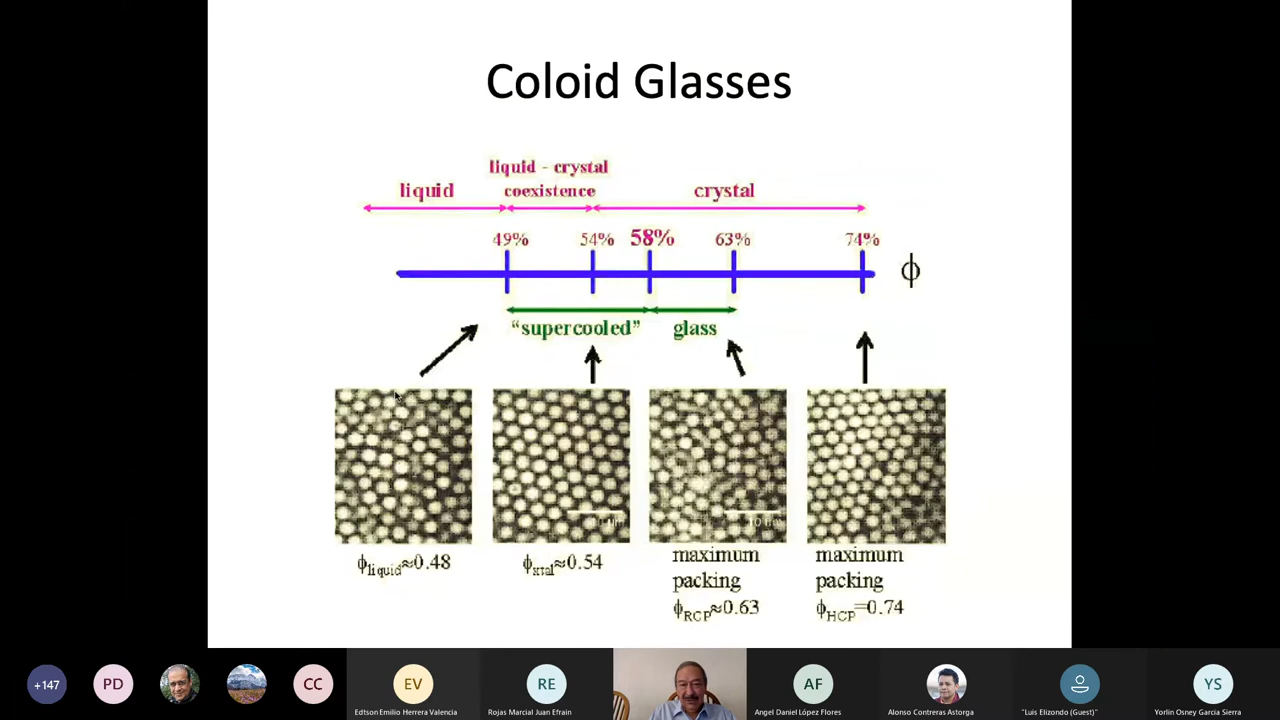 Coloid Glasses
liquid - crystal
liquid coexistence crystal
49% 54% 58% 63% 74%
ϕ
"supercooled" glass
10 µm
ϕliquid≈0.48 ϕxtal≈0.54
maximum maximum
packing packing
ϕRCP≈0.63 ϕHCP=0.74
+147 PD CC EV RE AF YS
Edtson Emilio Herrera Valencia Rojas Marcial Juan Efrain Angel Daniel López Flores Alonso Contreras Astorga "Luis Elizondo (Guest)" Yorlin Osney Garcia Sierra